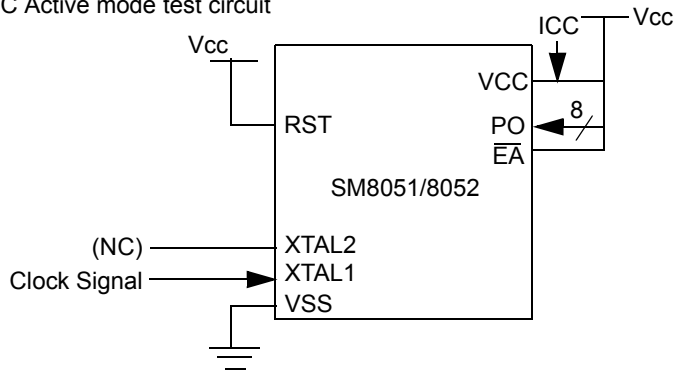 C Active mode test circuit
Vcc
ICC
Vcc
VCC
RST
8
PO
EA
SM8051/8052
(NC)
XTAL2
Clock Signal
XTAL1
VSS